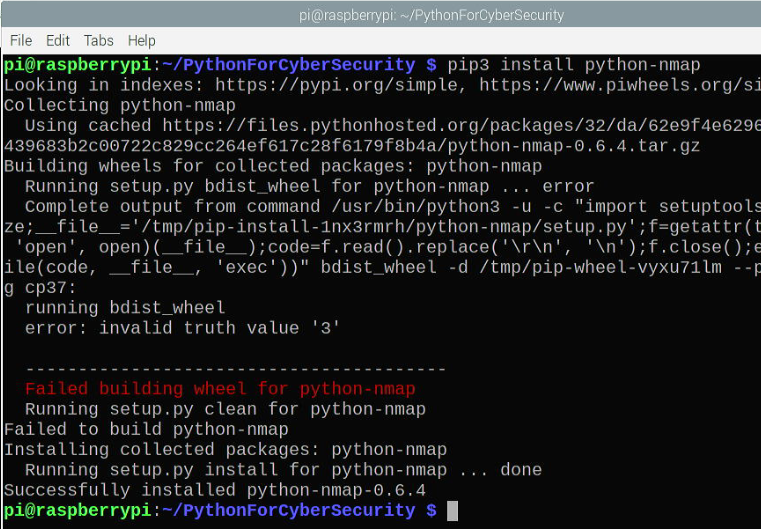 pi@raspberrypi: ~/PythonForCyberSecurity
File Edit Tabs Help
pi@raspberrypi:~/PythonForCyberSecurity $ pip3 install python-nmap
Looking in indexes: https://pypi.org/simple, https://www.piwheels.org/si
Collecting python-nmap
  Using cached https://files.pythonhosted.org/packages/32/da/62e9f4e6296
439683b2c00722c829cc264ef617c28f6179f8b4a/python-nmap-0.6.4.tar.gz
Building wheels for collected packages: python-nmap
  Running setup.py bdist_wheel for python-nmap ... error
  Complete output from command /usr/bin/python3 -u -c "import setuptools
ze;__file__='/tmp/pip-install-1nx3rmrh/python-nmap/setup.py';f=getattr(t
 'open', open)(__file__);code=f.read().replace('\r\n', '\n');f.close();e
ile(code, __file__, 'exec'))" bdist_wheel -d /tmp/pip-wheel-vyxu71lm --p
g cp37:
  running bdist_wheel
  error: invalid truth value '3'
  ----------------------------------------
  Failed building wheel for python-nmap
  Running setup.py clean for python-nmap
Failed to build python-nmap
Installing collected packages: python-nmap
  Running setup.py install for python-nmap ... done
Successfully installed python-nmap-0.6.4
pi@raspberrypi:~/PythonForCyberSecurity $